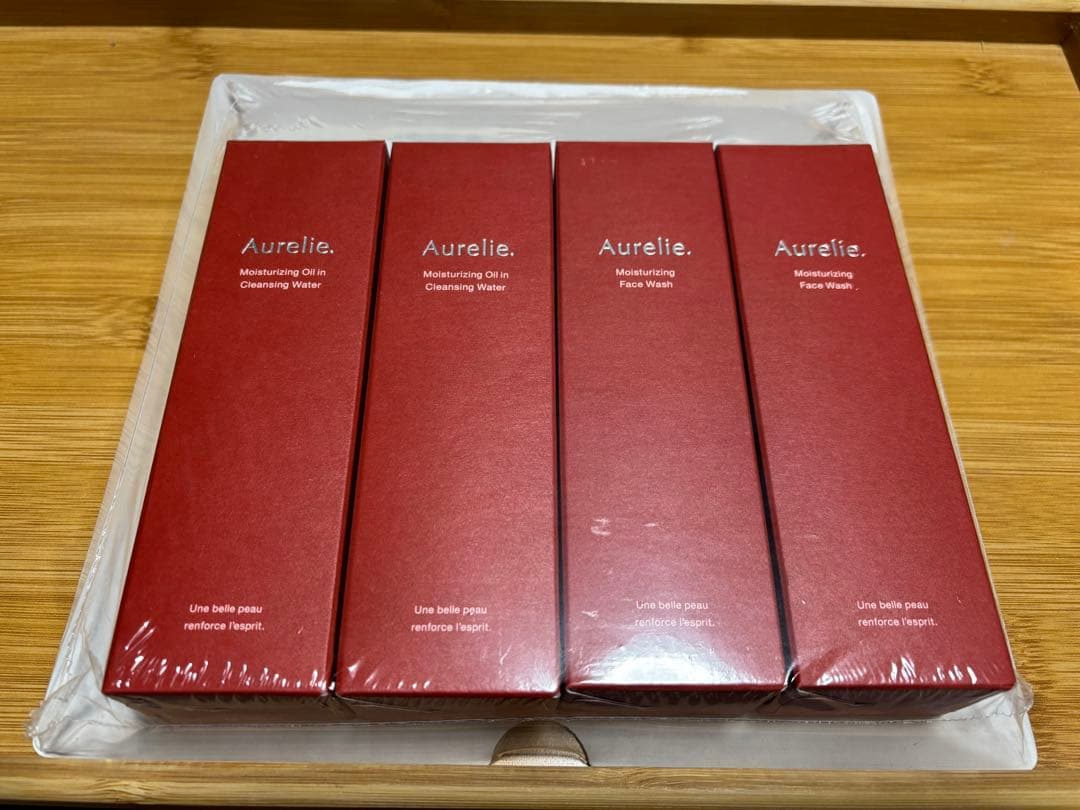 Aurelie.
Moisturizing Oil in
Cleansing Water
Une belle peau
renforce l'esprit.
Aurelie.
Moisturizing Oil in
Cleansing Water
Une belle peau
renforce l'esprit.
Aurelie.
Moisturizing
Face Wash
Une belle peau
renforce l'esprit.
Aurelie.
Moisturizing
Face Wash
Une belle peau
renforce l'esprit.